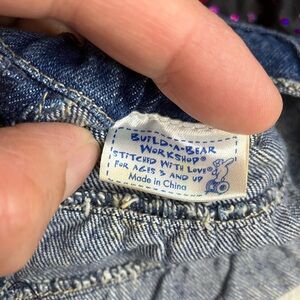 BUILD-A-BEAR
WORKSHOP®
STITCHED WITH LOVE®
FOR AGES 3 AND UP
Made in China